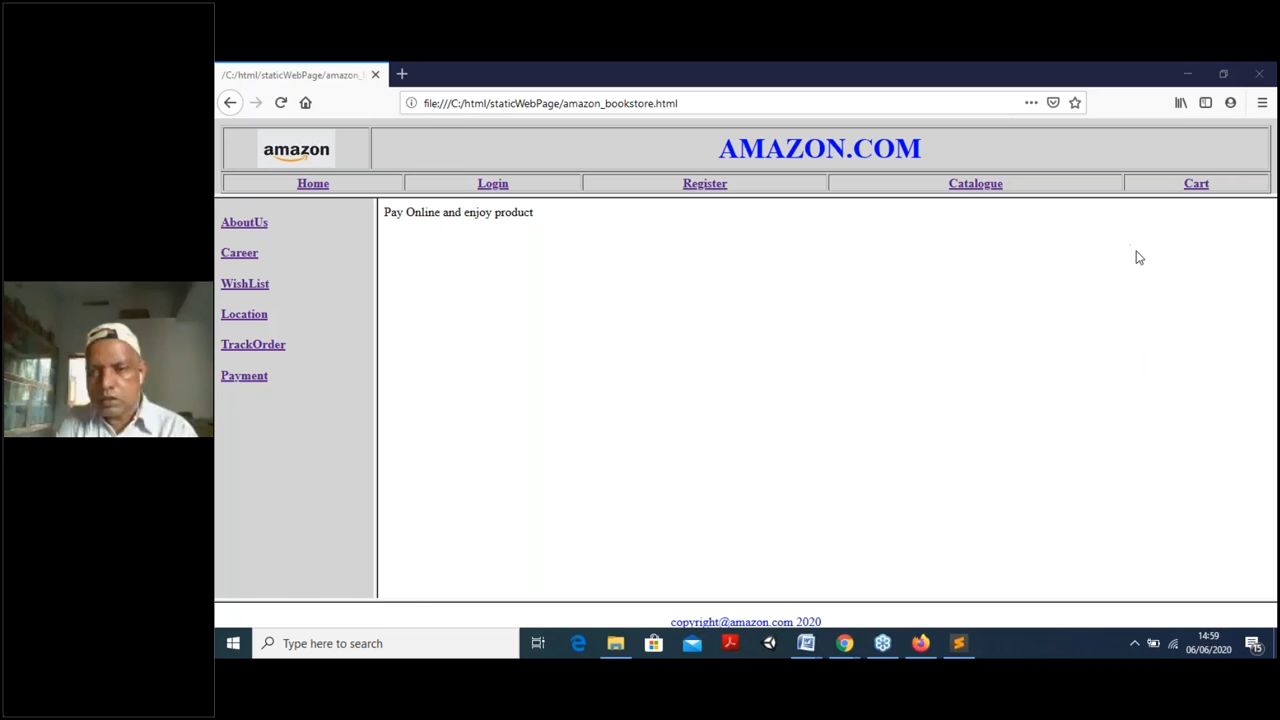 /C:/html/staticWebPage/amazon_
file:///C:/html/staticWebPage/amazon_bookstore.html
amazon
AMAZON.COM
Home Login Register Catalogue Cart
Pay Online and enjoy product
AboutUs
Career
WishList
Location
TrackOrder
Payment
copyright@amazon.com 2020
Type here to search
14:59
06/06/2020
15